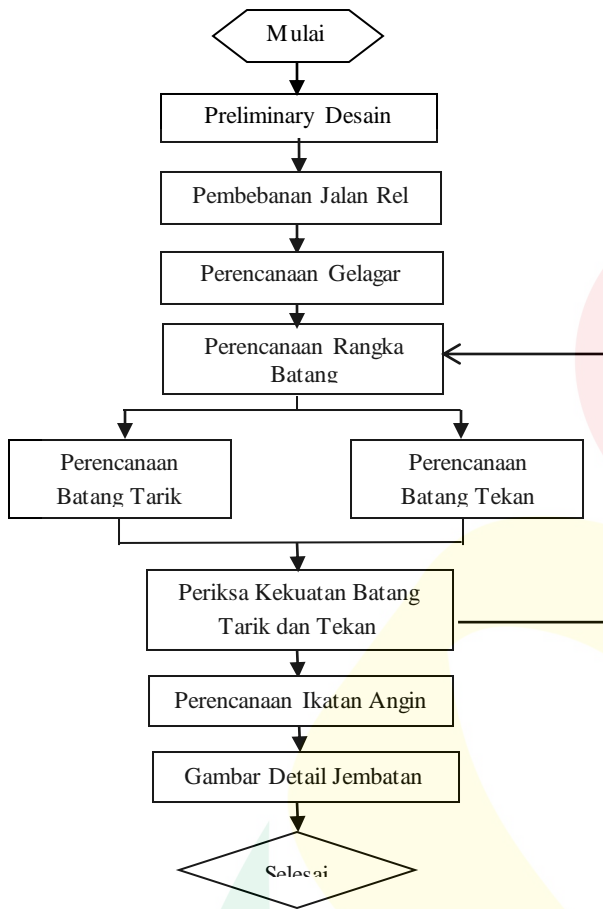 Mulai
Preliminary Desain
Pembebanan Jalan Rel
Perencanaan Gelagar
Perencanaan Rangka
Batang
Perencanaan
Batang Tarik
Perencanaan
Batang Tekan
Periksa Kekuatan Batang
Tarik dan Tekan
Perencanaan Ikatan Angin
Gambar Detail Jembatan
Selesai